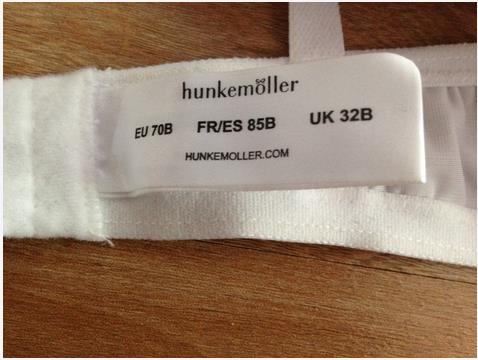 hunkemöller
EU 70B FR/ES 85B UK 32B
HUNKEMOLLER.COM